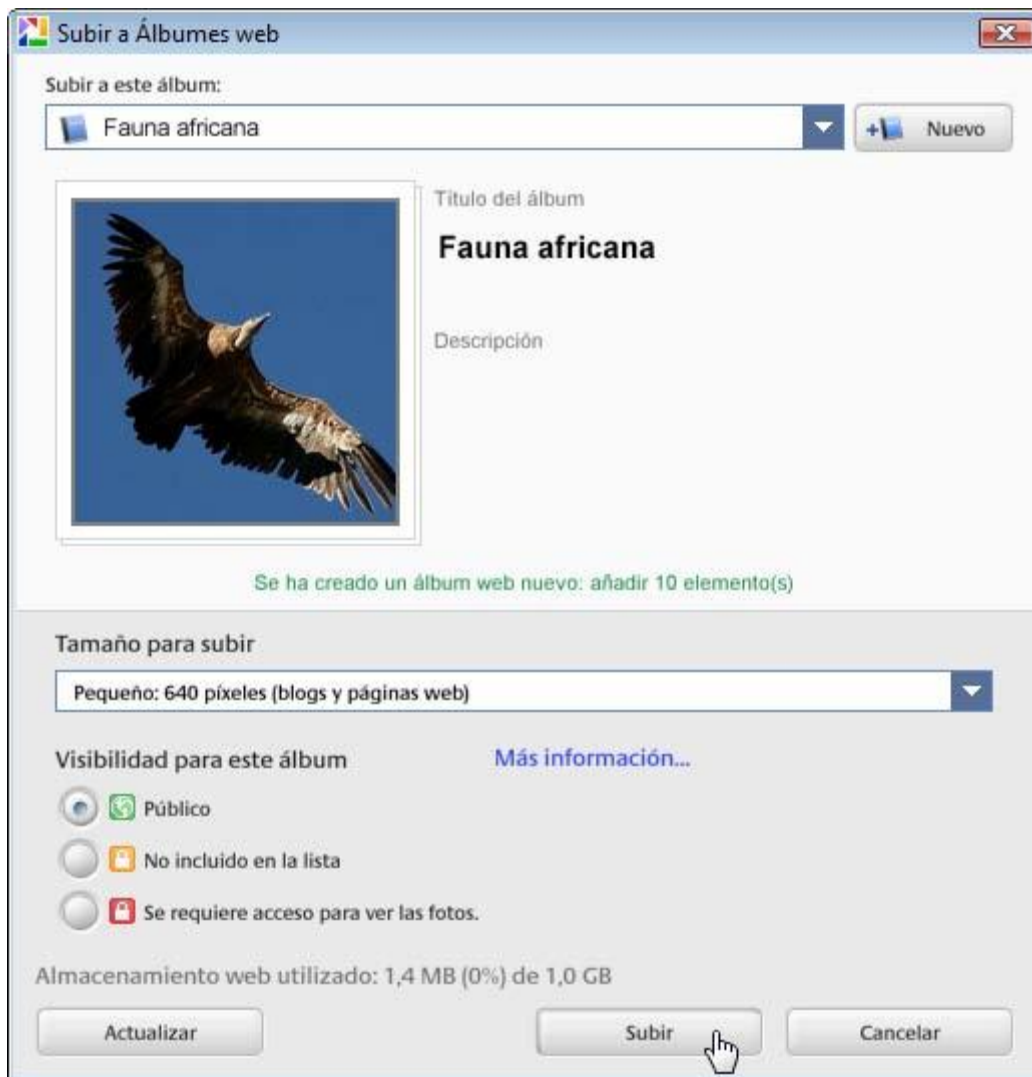 Subir a Álbumes web
Subir a este álbum:
Fauna africana
Nuevo
Título del álbum
Fauna africana
Descripción
Se ha creado un álbum web nuevo: añadir 10 elemento(s)
Tamaño para subir
Pequeño: 640 píxeles (blogs y páginas web)
Visibilidad para este álbum Más información...
Público
No incluido en la lista
Se requiere acceso para ver las fotos.
Almacenamiento web utilizado: 1,4 MB (0%) de 1,0 GB
Actualizar Subir Cancelar